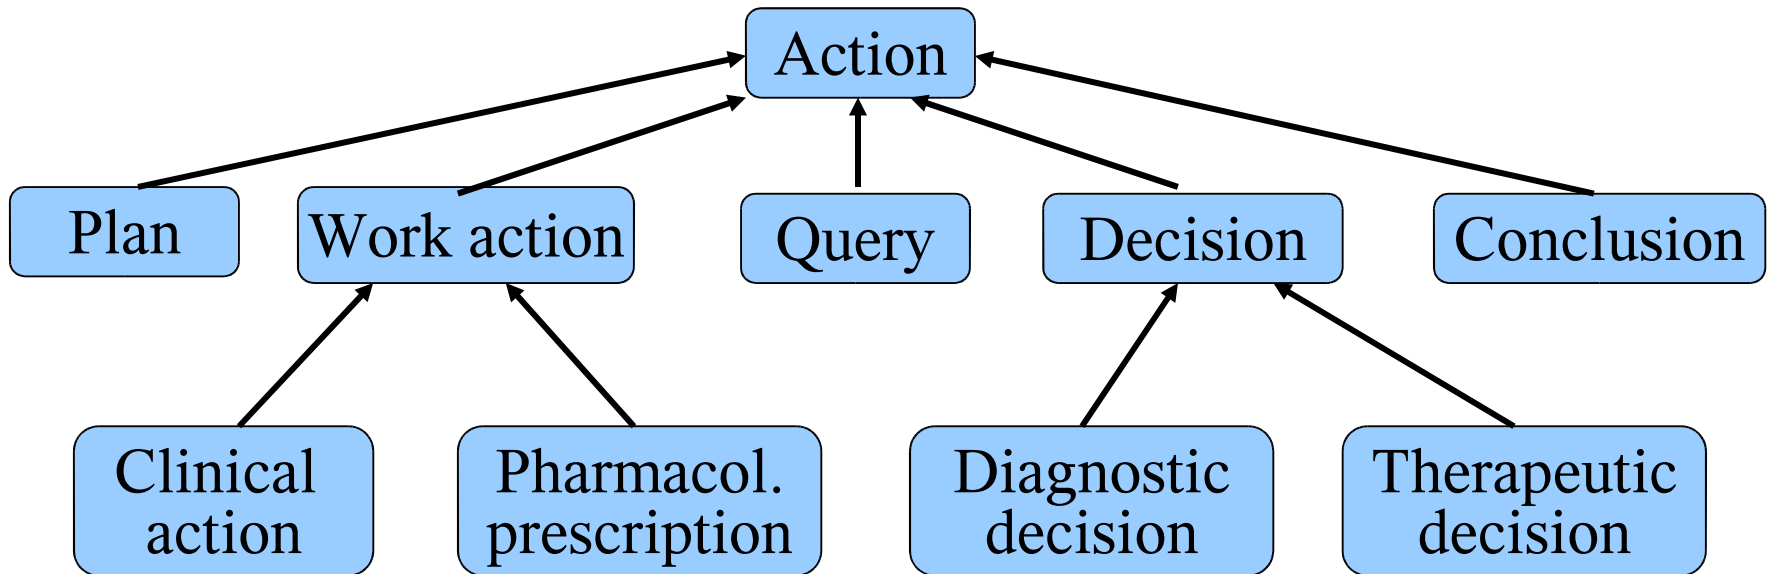 Action
Plan
Work action
Query
Decision
Conclusion
Clinical
action
Pharmacol.
prescription
Diagnostic
decision
Therapeutic
decision